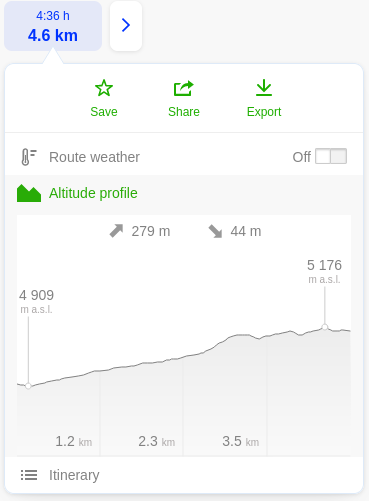 4:36 h
4.6 km
Save Share Export
Route weather Off
Altitude profile
279 m 44 m
5 176
m a.s.l.
4 909
m a.s.l.
1.2 km 2.3 km 3.5 km
Itinerary